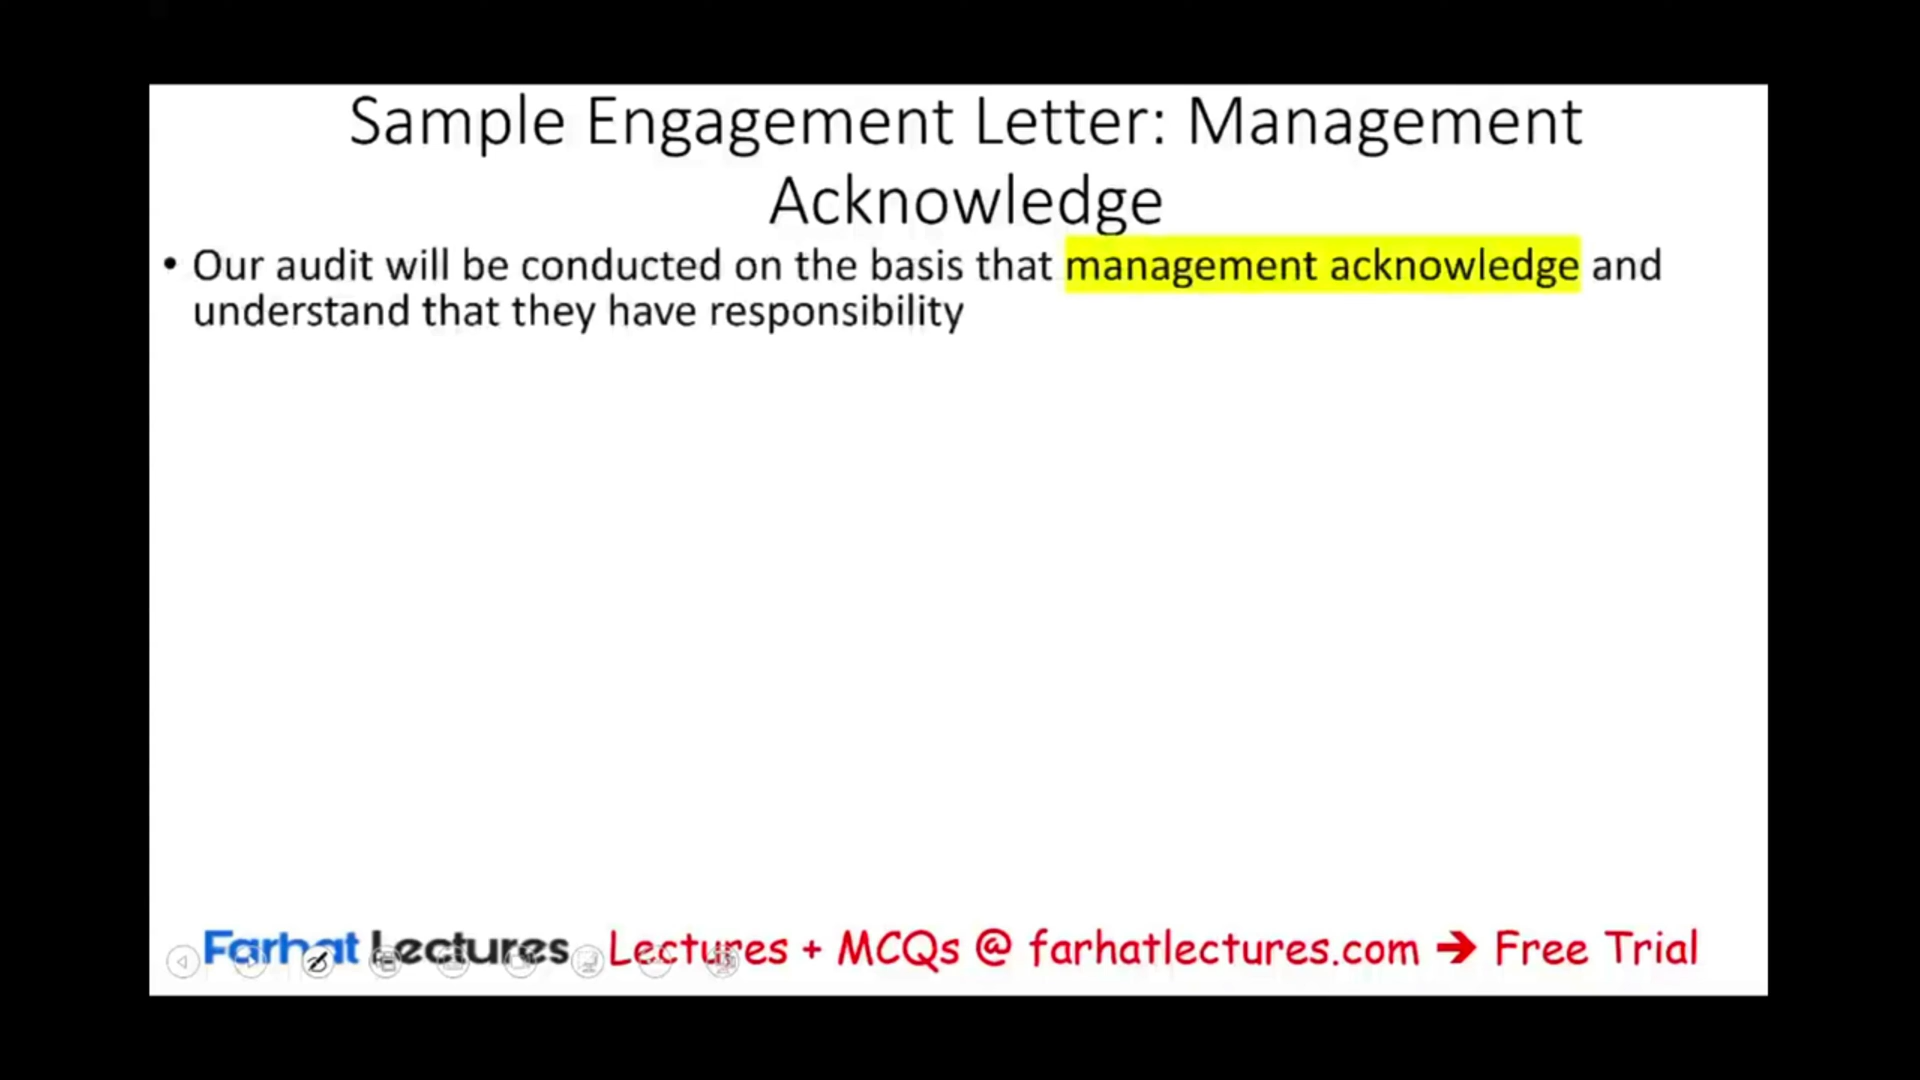 Sample Engagement Letter: Management
Acknowledge
• Our audit will be conducted on the basis that management acknowledge and
understand that they have responsibility
Farhat Lectures Lectures + MCQs @ farhatlectures.com ➔ Free Trial